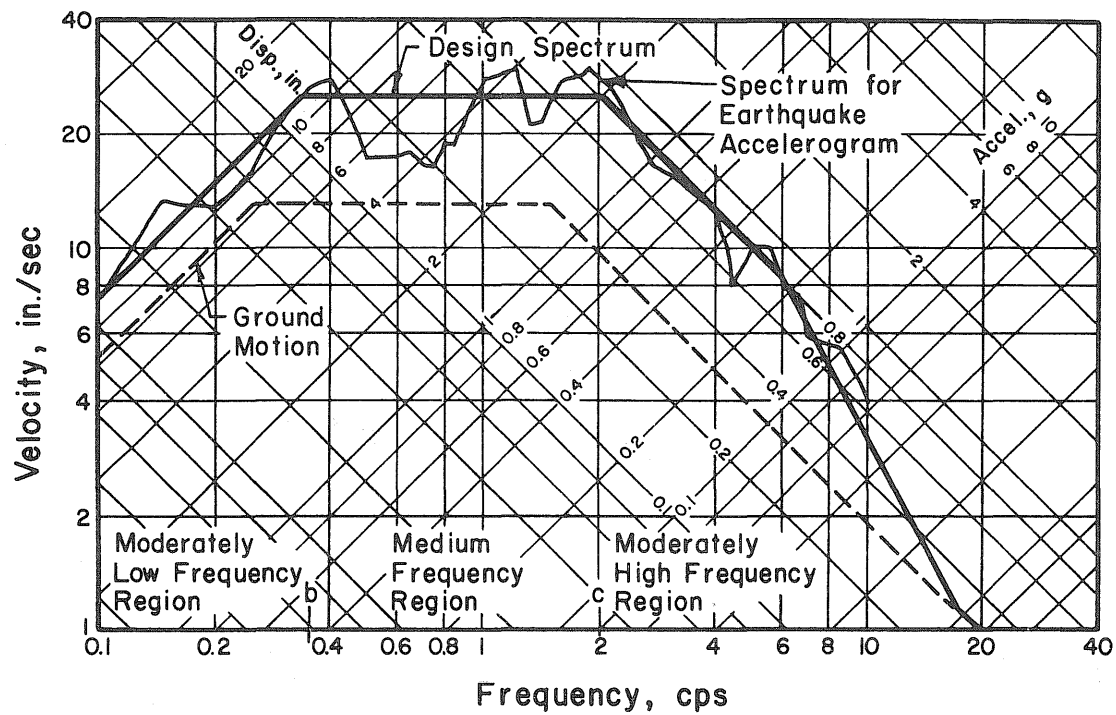 40
20
10
8
6
4
2
1
Velocity, in./sec
Disp., in.
20
10
8
6
4
2
1
0.8
0.6
0.4
0.2
0.1
Design Spectrum
Spectrum for
Earthquake
Accelerogram
Accel., g
10
8
6
4
2
1
0.8
0.6
0.4
0.2
0.1
Ground
Motion
Moderately
Low Frequency
Region
b
Medium
Frequency
Region
c
Moderately
High Frequency
Region
0.1 0.2 0.4 0.6 0.8 1 2 4 6 8 10 20 40
Frequency, cps